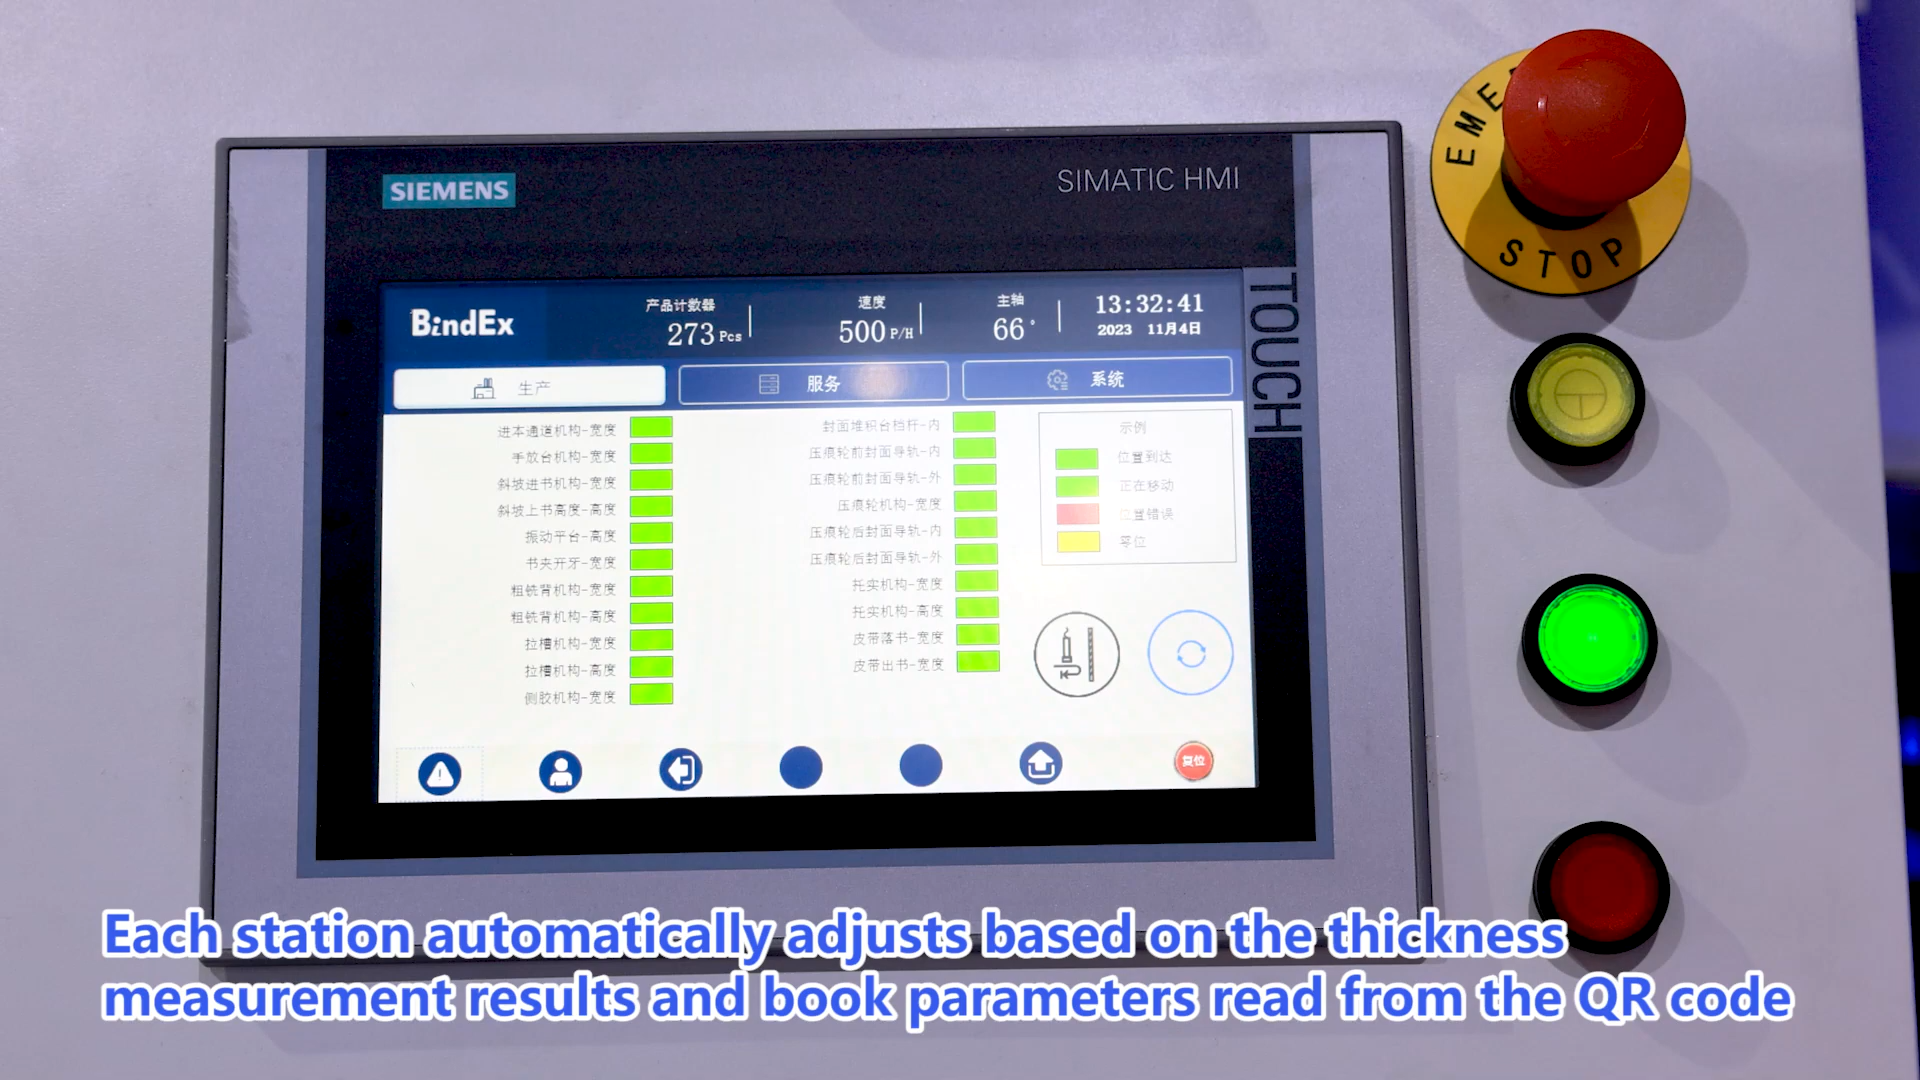 SIEMENS
SIMATIC HMI
TOUCH
BindEx
产品计数器
273 Pcs
速度
500 P/H
主轴
66°
13:32:41
2023 11月4日
生产
服务
系统
进本通道机构-宽度
手放台机构-宽度
斜坡进书机构-宽度
斜坡上书高度-高度
振动平台-高度
书夹开牙-宽度
粗铣背机构-宽度
粗铣背机构-高度
拉槽机构-宽度
拉槽机构-高度
侧胶机构-宽度
封面堆积台档杆-内
压痕轮前封面导轨-内
压痕轮前封面导轨-外
压痕轮机构-宽度
压痕轮后封面导轨-内
压痕轮后封面导轨-外
托实机构-宽度
托实机构-高度
皮带落书-宽度
皮带出书-宽度
示例
位置到达
正在移动
位置错误
零位
复位
STOP
Each station automatically adjusts based on the thickness
measurement results and book parameters read from the QR code